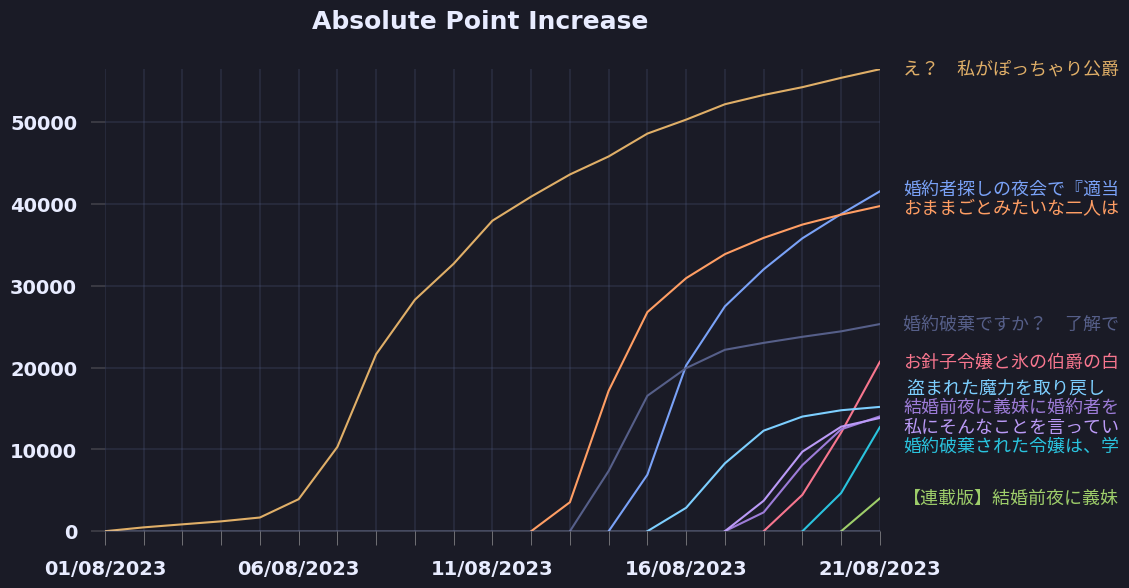 Absolute Point Increase
え？　私がぽっちゃり公爵
50000
婚約者探しの夜会で『適当
40000
おままごとみたいな二人は
30000
婚約破棄ですか？　了解で
お針子令嬢と氷の伯爵の白
20000
盗まれた魔力を取り戻し
結婚前夜に義妹に婚約者を
私にそんなことを言ってい
10000
婚約破棄された令嬢は、学
【連載版】結婚前夜に義妹
0
01/08/2023 06/08/2023 11/08/2023 16/08/2023 21/08/2023